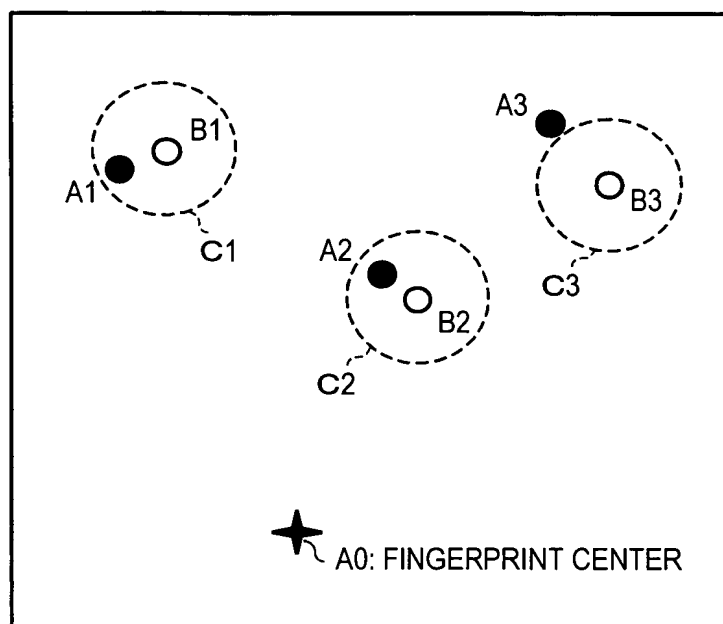 B1
A1
C1
A3
B3
C3
A2
B2
C2
A0: FINGERPRINT CENTER